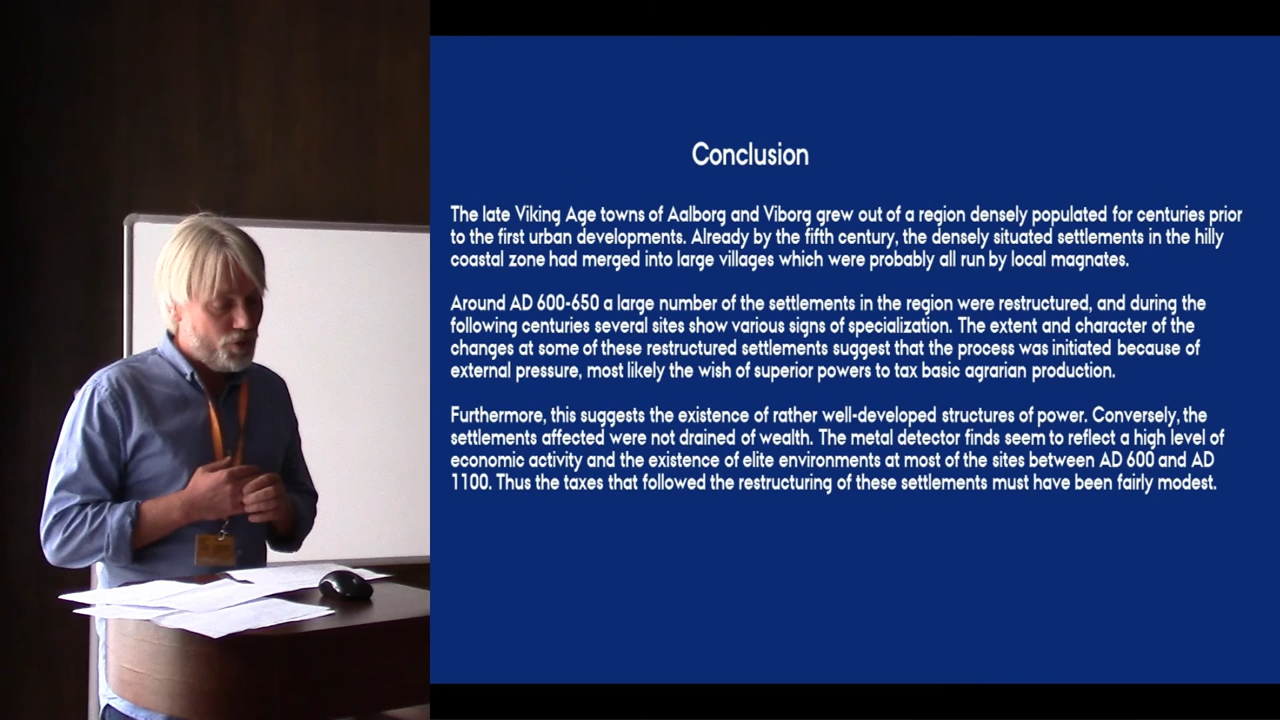 Conclusion
The late Viking Age towns of Aalborg and Viborg grew out of a region densely populated for centuries prior
to the first urban developments. Already by the fifth century, the densely situated settlements in the hilly
coastal zone had merged into large villages which were probably all run by local magnates.
Around AD 600-650 a large number of the settlements in the region were restructured, and during the
following centuries several sites show various signs of specialization. The extent and character of the
changes at some of these restructured settlements suggest that the process was initiated because of
external pressure, most likely the wish of superior powers to tax basic agrarian production.
Furthermore, this suggests the existence of rather well-developed structures of power. Conversely, the
settlements affected were not drained of wealth. The metal detector finds seem to reflect a high level of
economic activity and the existence of elite environments at most of the sites between AD 600 and AD
1100. Thus the taxes that followed the restructuring of these settlements must have been fairly modest.